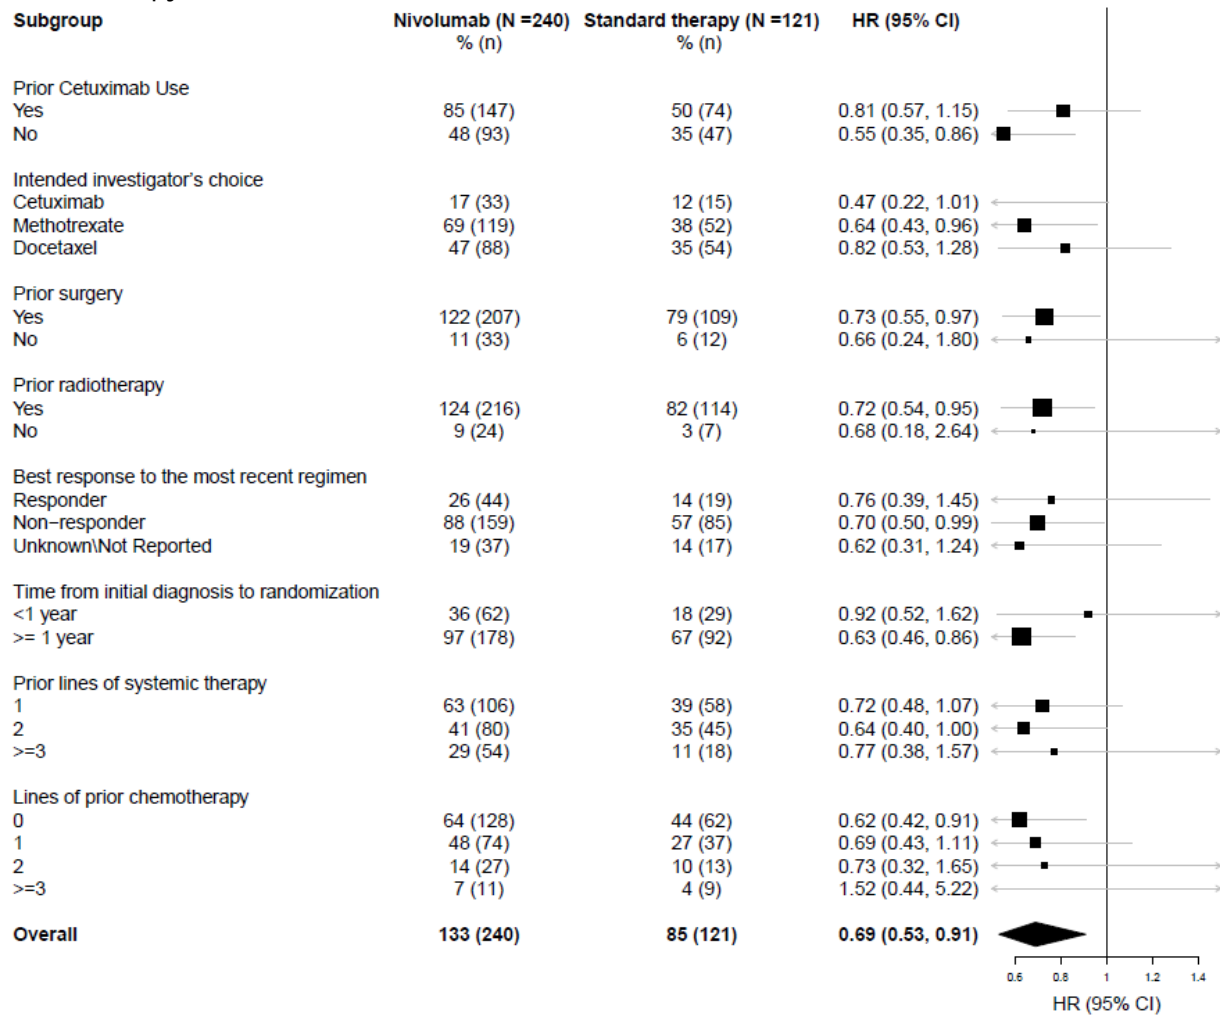 Subgroup Nivolumab (N =240) Standard therapy (N =121) HR (95% CI)
% (n) % (n)
Prior Cetuximab Use
Yes 85 (147) 50 (74) 0.81 (0.57, 1.15)
No 48 (93) 35 (47) 0.55 (0.35, 0.86)
Intended investigator's choice
Cetuximab 17 (33) 12 (15) 0.47 (0.22, 1.01)
Methotrexate 69 (119) 38 (52) 0.64 (0.43, 0.96)
Docetaxel 47 (88) 35 (54) 0.82 (0.53, 1.28)
Prior surgery
Yes 122 (207) 79 (109) 0.73 (0.55, 0.97)
No 11 (33) 6 (12) 0.66 (0.24, 1.80)
Prior radiotherapy
Yes 124 (216) 82 (114) 0.72 (0.54, 0.95)
No 9 (24) 3 (7) 0.68 (0.18, 2.64)
Best response to the most recent regimen
Responder 26 (44) 14 (19) 0.76 (0.39, 1.45)
Non−responder 88 (159) 57 (85) 0.70 (0.50, 0.99)
Unknown\Not Reported 19 (37) 14 (17) 0.62 (0.31, 1.24)
Time from initial diagnosis to randomization
<1 year 36 (62) 18 (29) 0.92 (0.52, 1.62)
>= 1 year 97 (178) 67 (92) 0.63 (0.46, 0.86)
Prior lines of systemic therapy
1 63 (106) 39 (58) 0.72 (0.48, 1.07)
2 41 (80) 35 (45) 0.64 (0.40, 1.00)
>=3 29 (54) 11 (18) 0.77 (0.38, 1.57)
Lines of prior chemotherapy
0 64 (128) 44 (62) 0.62 (0.42, 0.91)
1 48 (74) 27 (37) 0.69 (0.43, 1.11)
2 14 (27) 10 (13) 0.73 (0.32, 1.65)
>=3 7 (11) 4 (9) 1.52 (0.44, 5.22)
Overall 133 (240) 85 (121) 0.69 (0.53, 0.91)
0.6 0.8 1 1.2 1.4
HR (95% CI)